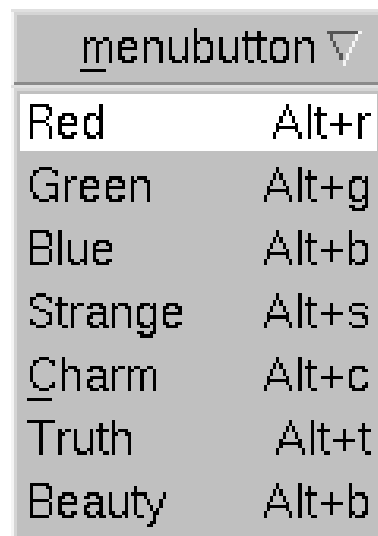 menubutton
Red Alt+r
Green Alt+g
Blue Alt+b
Strange Alt+s
Charm Alt+c
Truth Alt+t
Beauty Alt+b